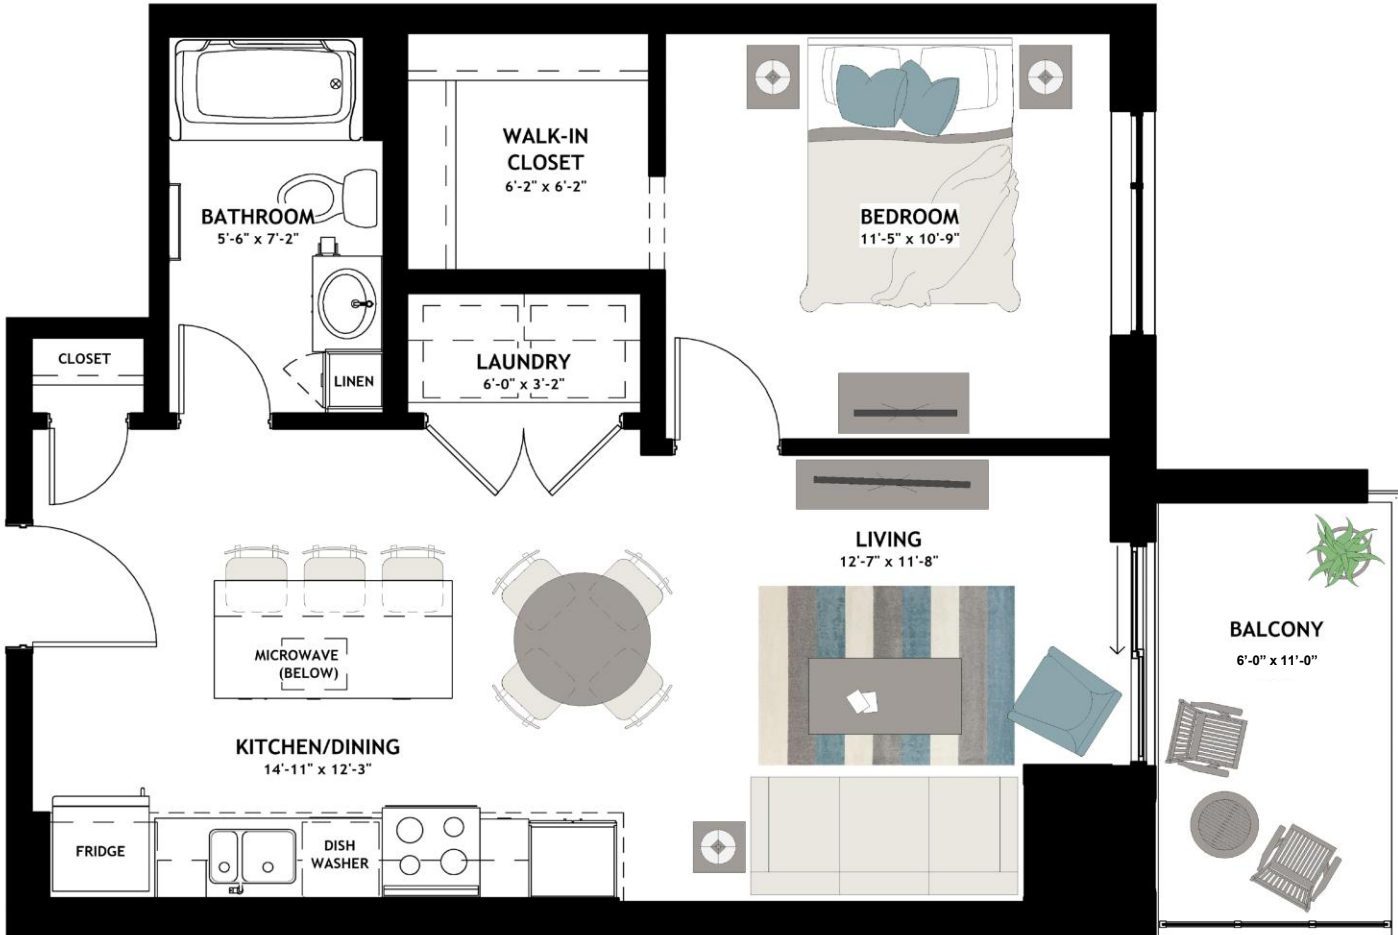 WALK-IN
CLOSET
6'-2" x 6'-2"
BATHROOM
5'-6" x 7'-2"
BEDROOM
11'-5" x 10'-9"
CLOSET
LAUNDRY
6'-0" x 3'-2"
LINEN
LIVING
12'-7" x 11'-8"
BALCONY
6'-0" x 11'-0"
MICROWAVE
(BELOW)
KITCHEN/DINING
14'-11" x 12'-3"
FRIDGE
DISH
WASHER